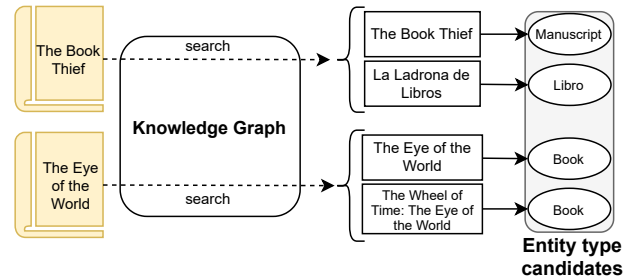 The Book
Thief
search
Knowledge Graph
The Book Thief
Manuscript
La Ladrona de
Libros
Libro
The Eye
of the
World
search
The Eye of the
World
Book
The Wheel of
Time: The Eye of
the World
Book
Entity type
candidates